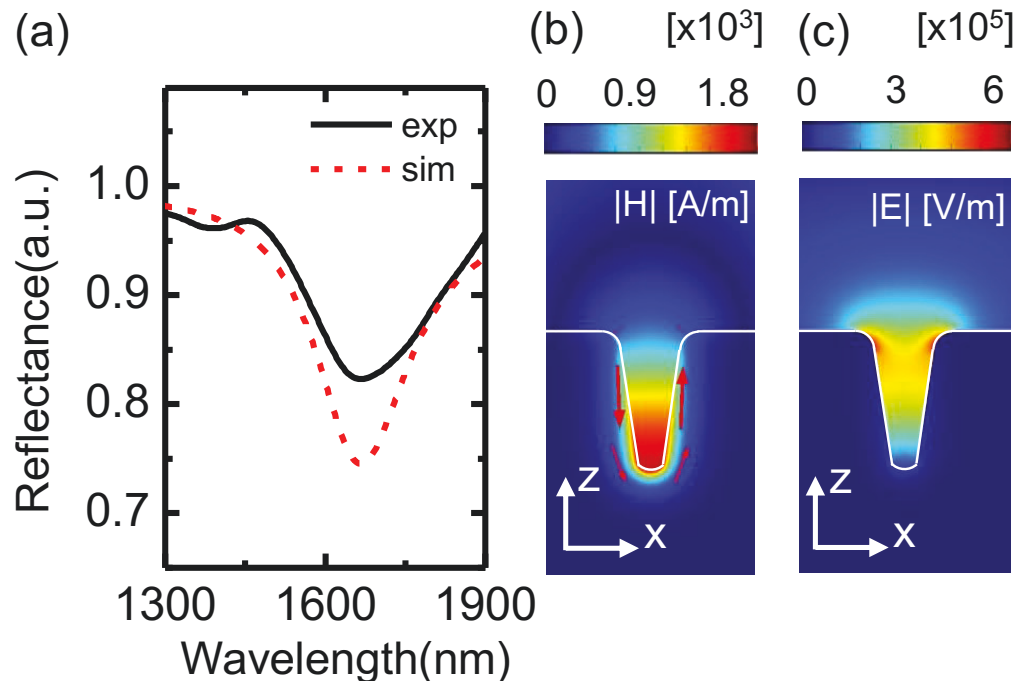 (a)
exp
sim
1.0
0.9
0.8
0.7
Reflectance(a.u.)
1300 1600 1900
Wavelength(nm)
(b) [x10³]
0 0.9 1.8
|H| [A/m]
z
x
(c) [x10⁵]
0 3 6
|E| [V/m]
z
x